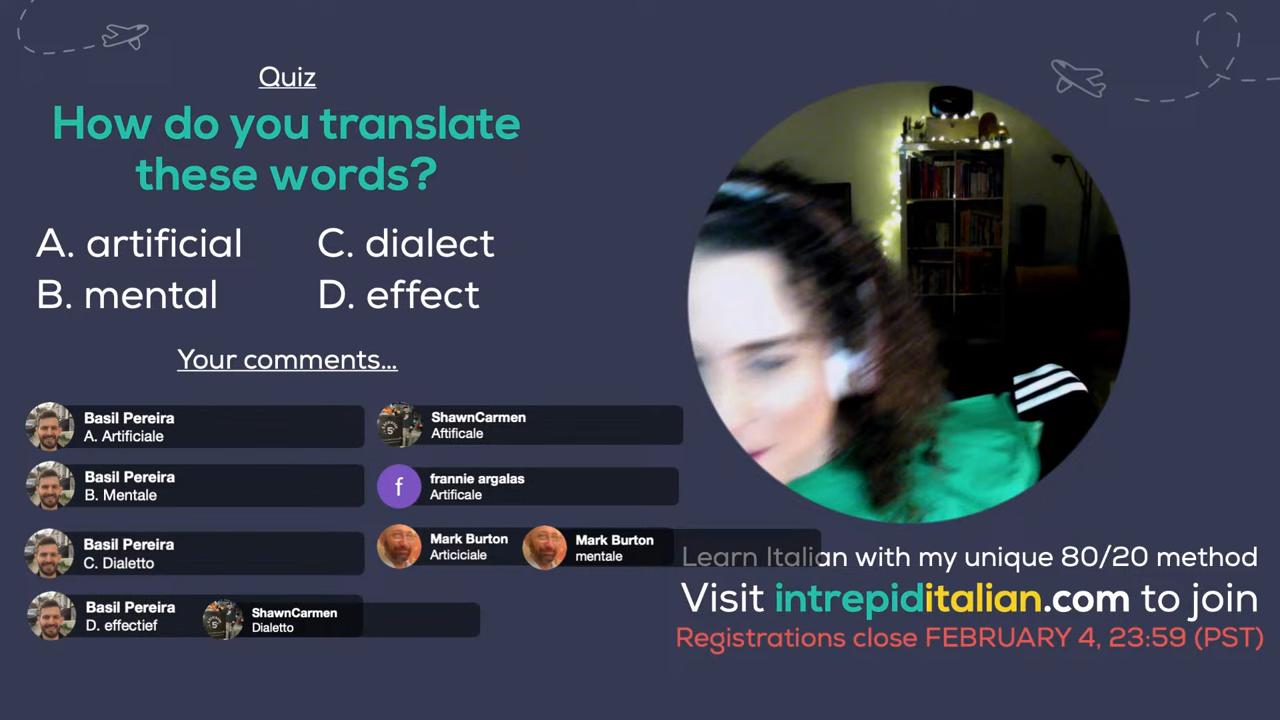 Quiz
How do you translate
these words?
A. artificial
C. dialect
B. mental
D. effect
Your comments...
Basil Pereira
A. Artificiale
ShawnCarmen
Aftificale
Basil Pereira
B. Mentale
f
frannie argalas
Artificale
Basil Pereira
C. Dialetto
Mark Burton
Articiciale
Mark Burton
mentale
Basil Pereira
D. effectief
ShawnCarmen
Dialetto
Learn Italian with my unique 80/20 method
Visit intrepiditalian.com to join
Registrations close FEBRUARY 4, 23:59 (PST)